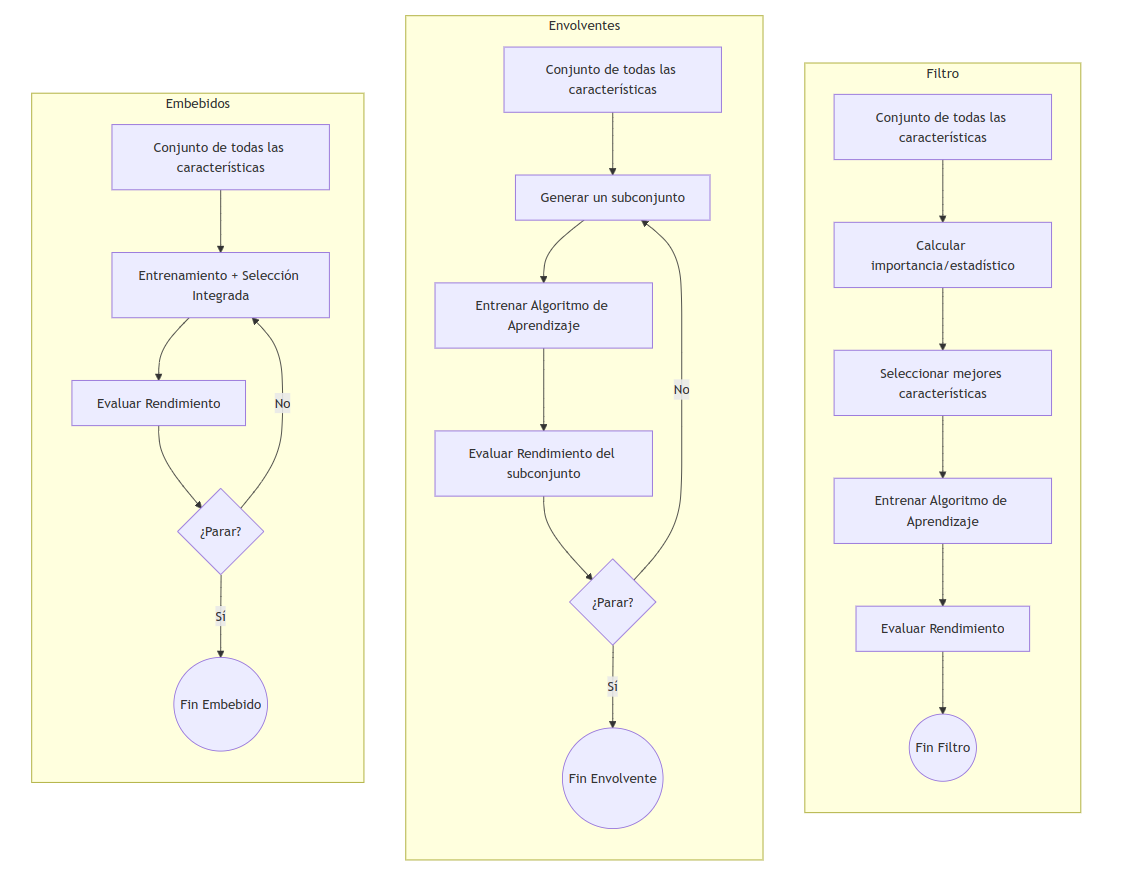 Embebidos
Conjunto de todas las
características
Entrenamiento + Selección
Integrada
Evaluar Rendimiento
No
¿Parar?
Sí
Fin Embebido
Envolventes
Conjunto de todas las
características
Generar un subconjunto
Entrenar Algoritmo de
Aprendizaje
No
Evaluar Rendimiento del
subconjunto
¿Parar?
Sí
Fin Envolvente
Filtro
Conjunto de todas las
características
Calcular
importancia/estadístico
Seleccionar mejores
características
Entrenar Algoritmo de
Aprendizaje
Evaluar Rendimiento
Fin Filtro